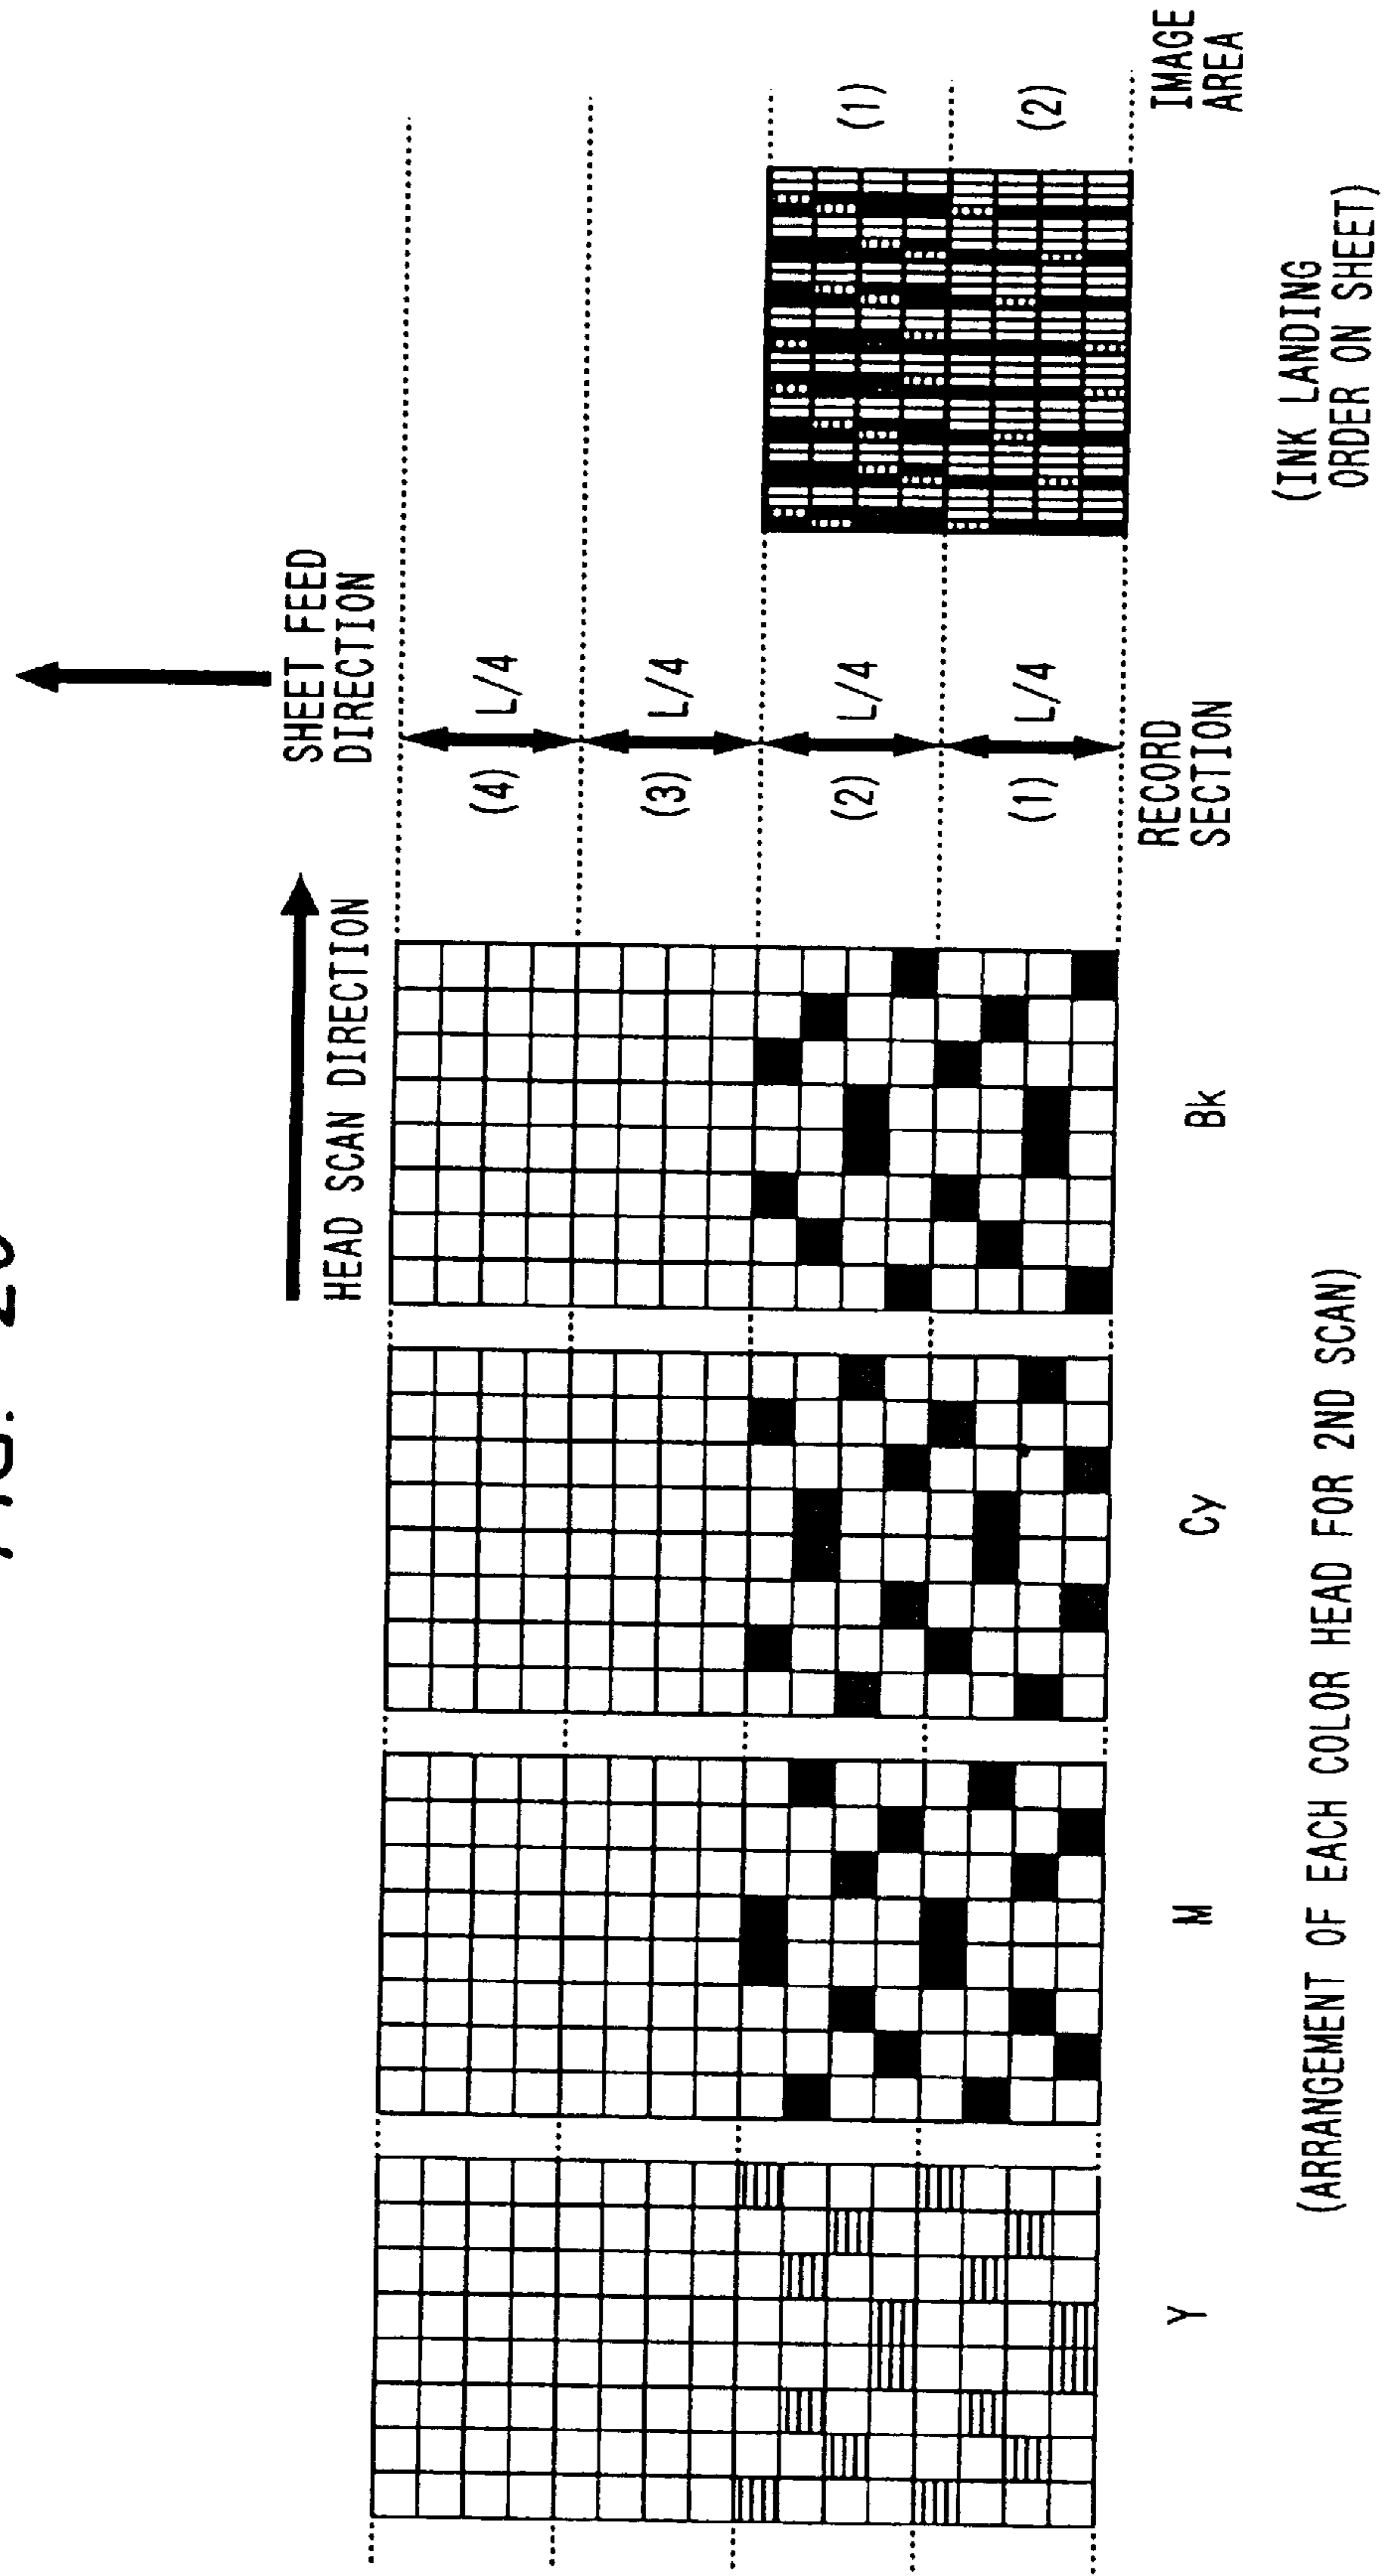 SHEET FEED
DIRECTION
HEAD SCAN DIRECTION
(4)
L/4
(3)
L/4
(2)
L/4
(1)
L/4
(1)
(2)
Y
M
Cy
Bk
RECORD
SECTION
IMAGE
AREA
(ARRANGEMENT OF EACH COLOR HEAD FOR 2ND SCAN)
(INK LANDING
ORDER ON SHEET)